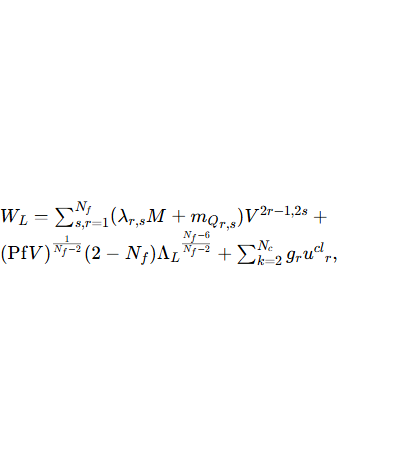 $W_L = \sum_{s,r=1}^{N_f} (\lambda_{r,s} M + m_{Q_{r,s}}) V^{2r-1,2s} +$
$(\mathrm{Pf} V)^{\frac{1}{N_f-2}} (2 - N_f) {\Lambda_L}^{\frac{N_f-6}{N_f-2}} + \sum_{k=2}^{N_c} g_r {u^{cl}}_r,$